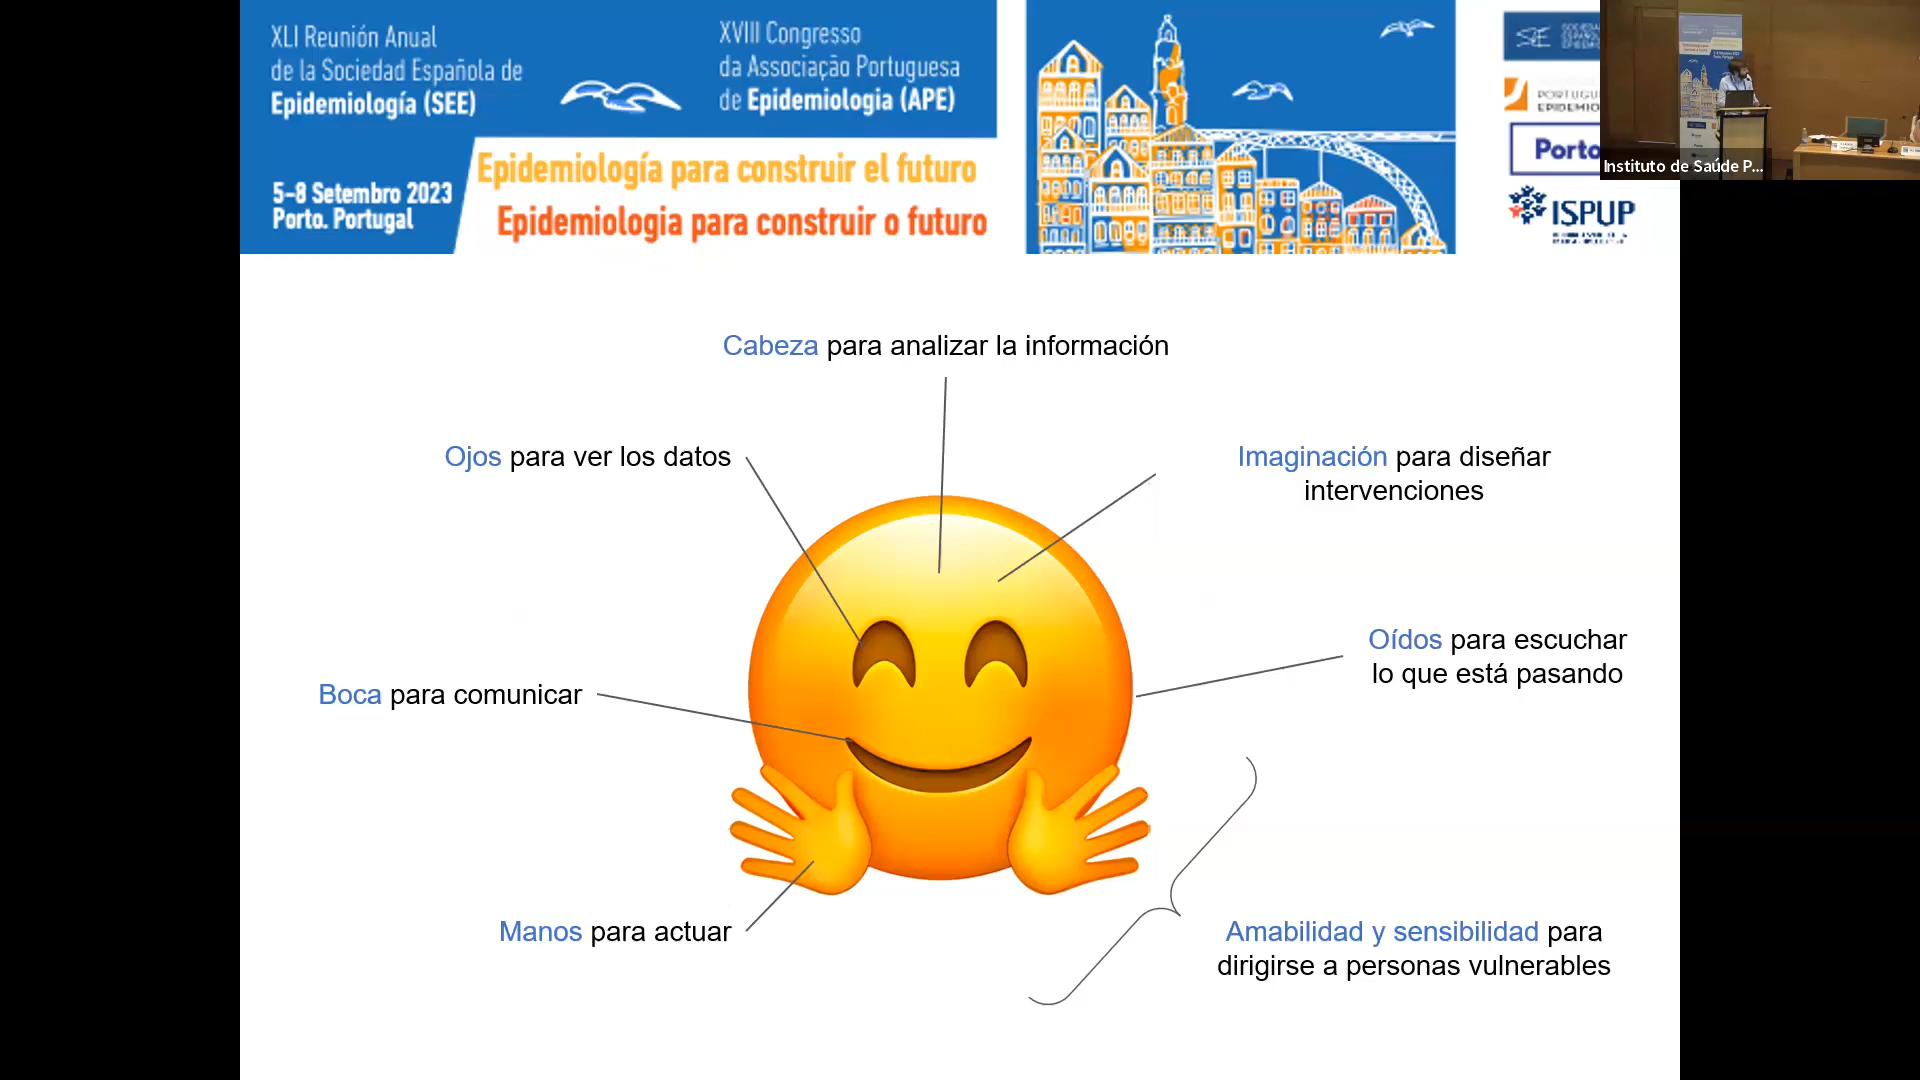 XLI Reunión Anual
de la Sociedad Española de
Epidemiología (SEE)
XVIII Congresso
da Associação Portuguesa
de Epidemiologia (APE)
5-8 Setembro 2023
Porto. Portugal
Epidemiología para construir el futuro
Epidemiologia para construir o futuro
Porto
ISPUP
Instituto de Saúde P...
Cabeza para analizar la información
Ojos para ver los datos
Imaginación para diseñar
intervenciones
Oídos para escuchar
lo que está pasando
Boca para comunicar
Manos para actuar
Amabilidad y sensibilidad para
dirigirse a personas vulnerables